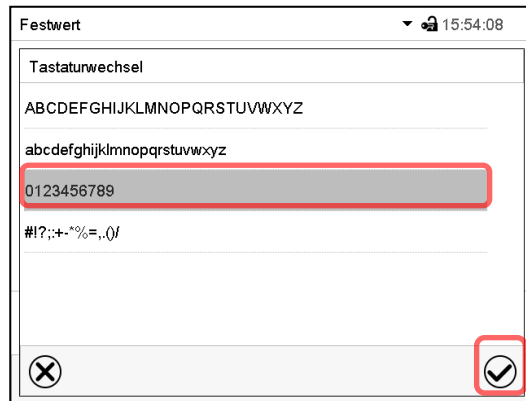 Festwert 15:54:08
Tastaturwechsel
ABCDEFGHIJKLMNOPQRSTUVWXYZ
abcdefghijklmnopqrstuvwxyz
0123456789
#!?;:+-*%=,.()/